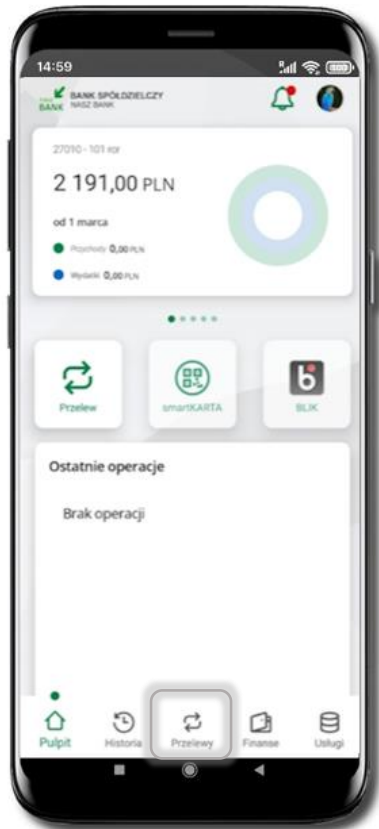 14:59
BANK SPÓŁDZIELCZY
BANK NASZ BANK
27010 - 101 ror
2 191,00 PLN
od 1 marca
Przychody 0,00 PLN
Wydatki 0,00 PLN
Przelew
smartKARTA
BLIK
Ostatnie operacje
Brak operacji
Pulpit
Historia
Przelewy
Finanse
Usługi